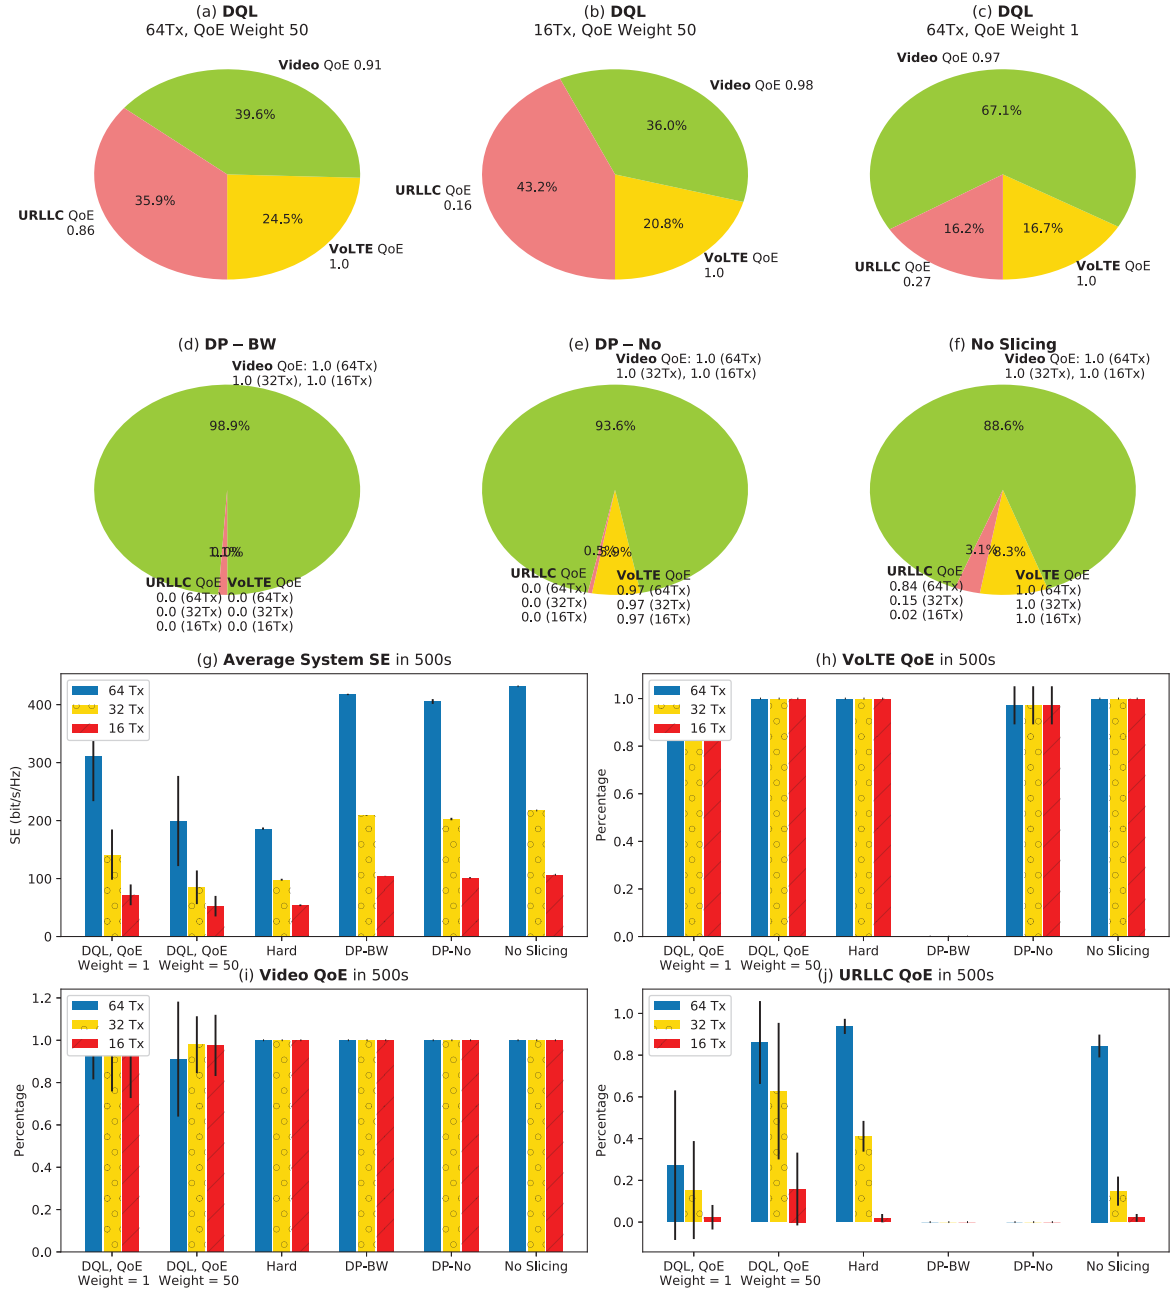 (a) DQL
64Tx, QoE Weight 50
Video QoE 0.91
39.6%
35.9%
24.5%
URLLC QoE
0.86
VoLTE QoE
1.0
(b) DQL
16Tx, QoE Weight 50
Video QoE 0.98
36.0%
43.2%
20.8%
URLLC QoE
0.16
VoLTE QoE
1.0
(c) DQL
64Tx, QoE Weight 1
Video QoE 0.97
67.1%
16.2%
16.7%
URLLC QoE
0.27
VoLTE QoE
1.0
(d) DP − BW
Video QoE: 1.0 (64Tx)
1.0 (32Tx), 1.0 (16Tx)
98.9%
1.1%
0.0%
URLLC QoE
0.0 (64Tx)
0.0 (32Tx)
0.0 (16Tx)
VoLTE QoE
0.0 (64Tx)
0.0 (32Tx)
0.0 (16Tx)
(e) DP − No
Video QoE: 1.0 (64Tx)
1.0 (32Tx), 1.0 (16Tx)
93.6%
0.5%
5.9%
URLLC QoE
0.0 (64Tx)
0.0 (32Tx)
0.0 (16Tx)
VoLTE QoE
0.97 (64Tx)
0.97 (32Tx)
0.97 (16Tx)
(f) No Slicing
Video QoE: 1.0 (64Tx)
1.0 (32Tx), 1.0 (16Tx)
88.6%
3.1%
8.3%
URLLC QoE
0.84 (64Tx)
0.15 (32Tx)
0.02 (16Tx)
VoLTE QoE
1.0 (64Tx)
1.0 (32Tx)
1.0 (16Tx)
(g) Average System SE in 500s
SE (bit/s/Hz)
400
300
200
100
0
64 Tx
32 Tx
16 Tx
DQL, QoE
Weight = 1
DQL, QoE
Weight = 50
Hard
DP-BW
DP-No
No Slicing
(h) VoLTE QoE in 500s
Percentage
1.0
0.8
0.6
0.4
0.2
0.0
64 Tx
32 Tx
16 Tx
DQL, QoE
Weight = 1
DQL, QoE
Weight = 50
Hard
DP-BW
DP-No
No Slicing
(i) Video QoE in 500s
Percentage
1.2
1.0
0.8
0.6
0.4
0.2
0.0
64 Tx
32 Tx
16 Tx
DQL, QoE
Weight = 1
DQL, QoE
Weight = 50
Hard
DP-BW
DP-No
No Slicing
(j) URLLC QoE in 500s
Percentage
1.0
0.8
0.6
0.4
0.2
0.0
64 Tx
32 Tx
16 Tx
DQL, QoE
Weight = 1
DQL, QoE
Weight = 50
Hard
DP-BW
DP-No
No Slicing